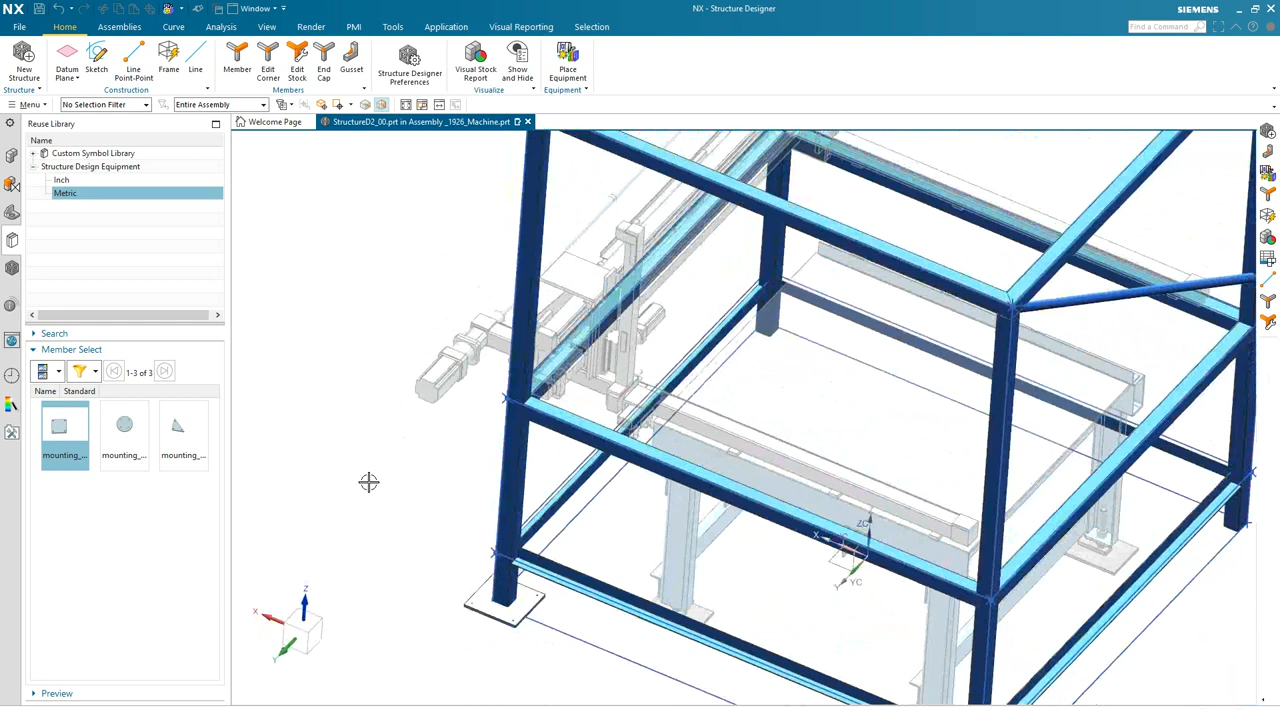 NX
Window
NX - Structure Designer
SIEMENS
File
Home
Assemblies
Curve
Analysis
View
Render
PMI
Tools
Application
Visual Reporting
Selection
Find a Command
New Structure
Datum Plane
Sketch
Line Point-Point
Frame
Line
Member
Edit Corner
Edit Stock
End Cap
Gusset
Structure Designer Preferences
Visual Stock Report
Show and Hide
Place Equipment
Structure
Construction
Members
Visualize
Equipment
Menu
No Selection Filter
Entire Assembly
Reuse Library
Welcome Page
StructureD2_00.prt in Assembly _1926_Machine.prt
Name
Custom Symbol Library
Structure Design Equipment
Inch
Metric
Search
Member Select
1-3 of 3
Name
Standard
mounting_...
mounting_...
mounting_...
Preview
X
Y
Z
X
Y
ZC
YC